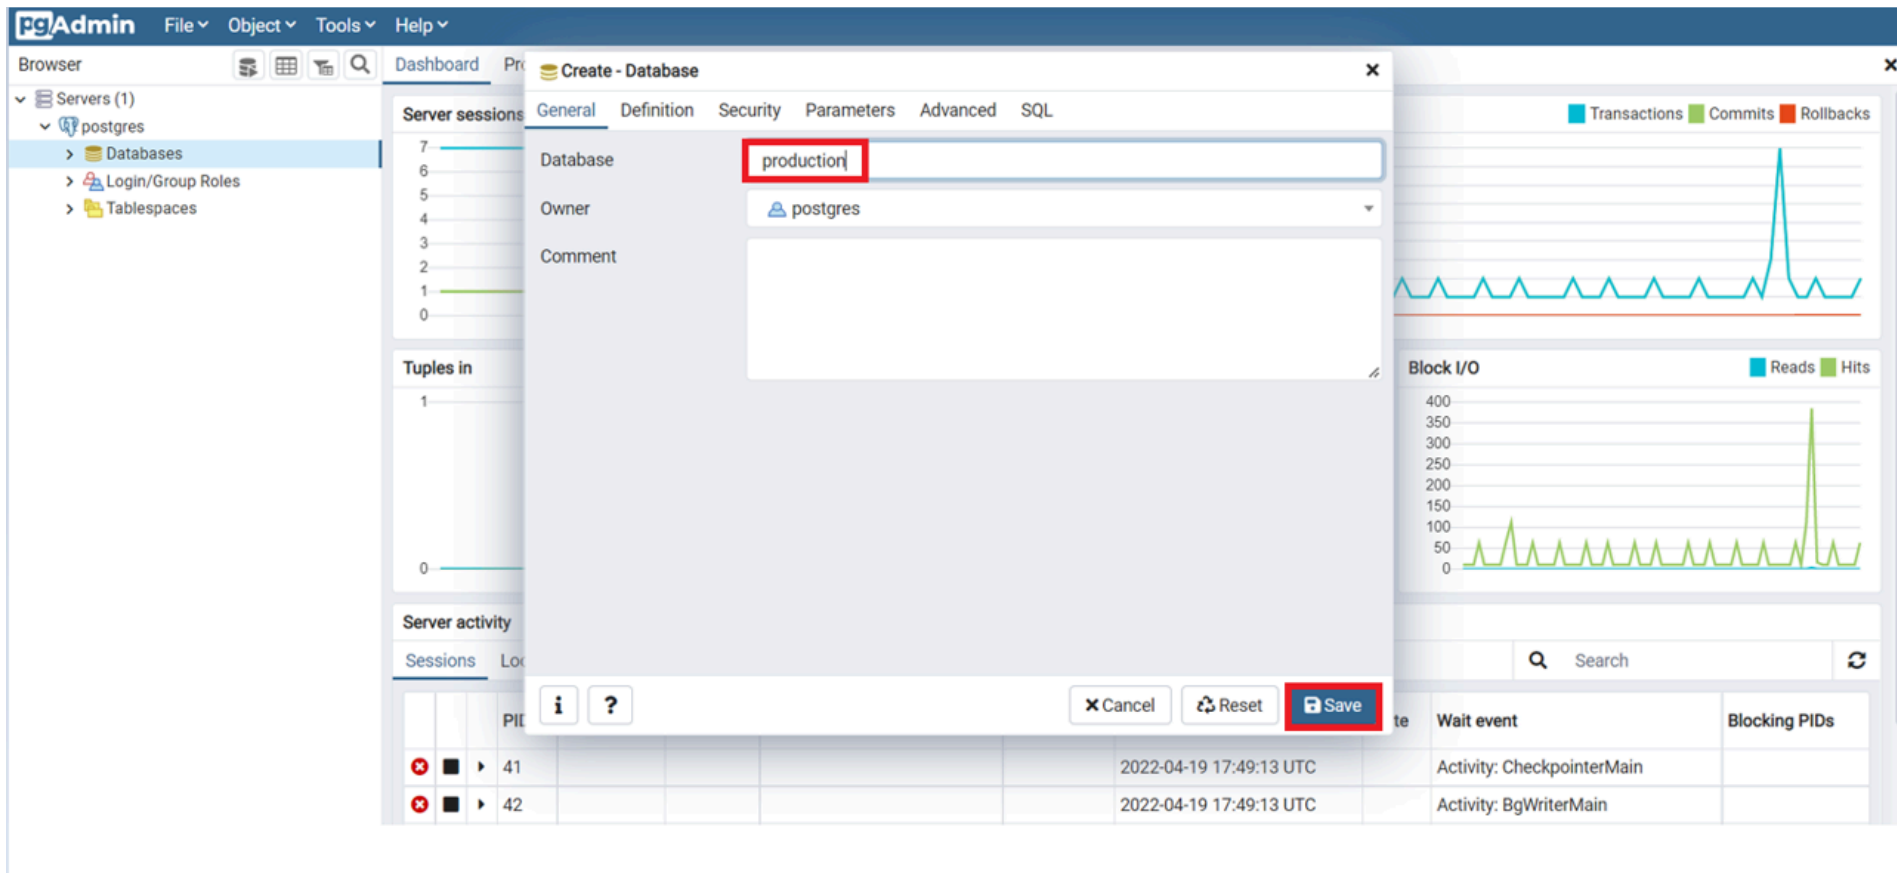 pgAdmin File Object Tools Help
Browser
Servers (1)
postgres
Databases
Login/Group Roles
Tablespaces
Dashboard
Server sessions
7
6
5
4
3
2
1
0
Tuples in
1
0
Create - Database
General Definition Security Parameters Advanced SQL
Database production
Owner postgres
Comment
i ? Cancel Reset Save
Transactions Commits Rollbacks
Block I/O Reads Hits
400
350
300
250
200
150
100
50
0
Server activity
Sessions
Search
Wait event Blocking PIDs
41 2022-04-19 17:49:13 UTC Activity: CheckpointerMain
42 2022-04-19 17:49:13 UTC Activity: BgWriterMain